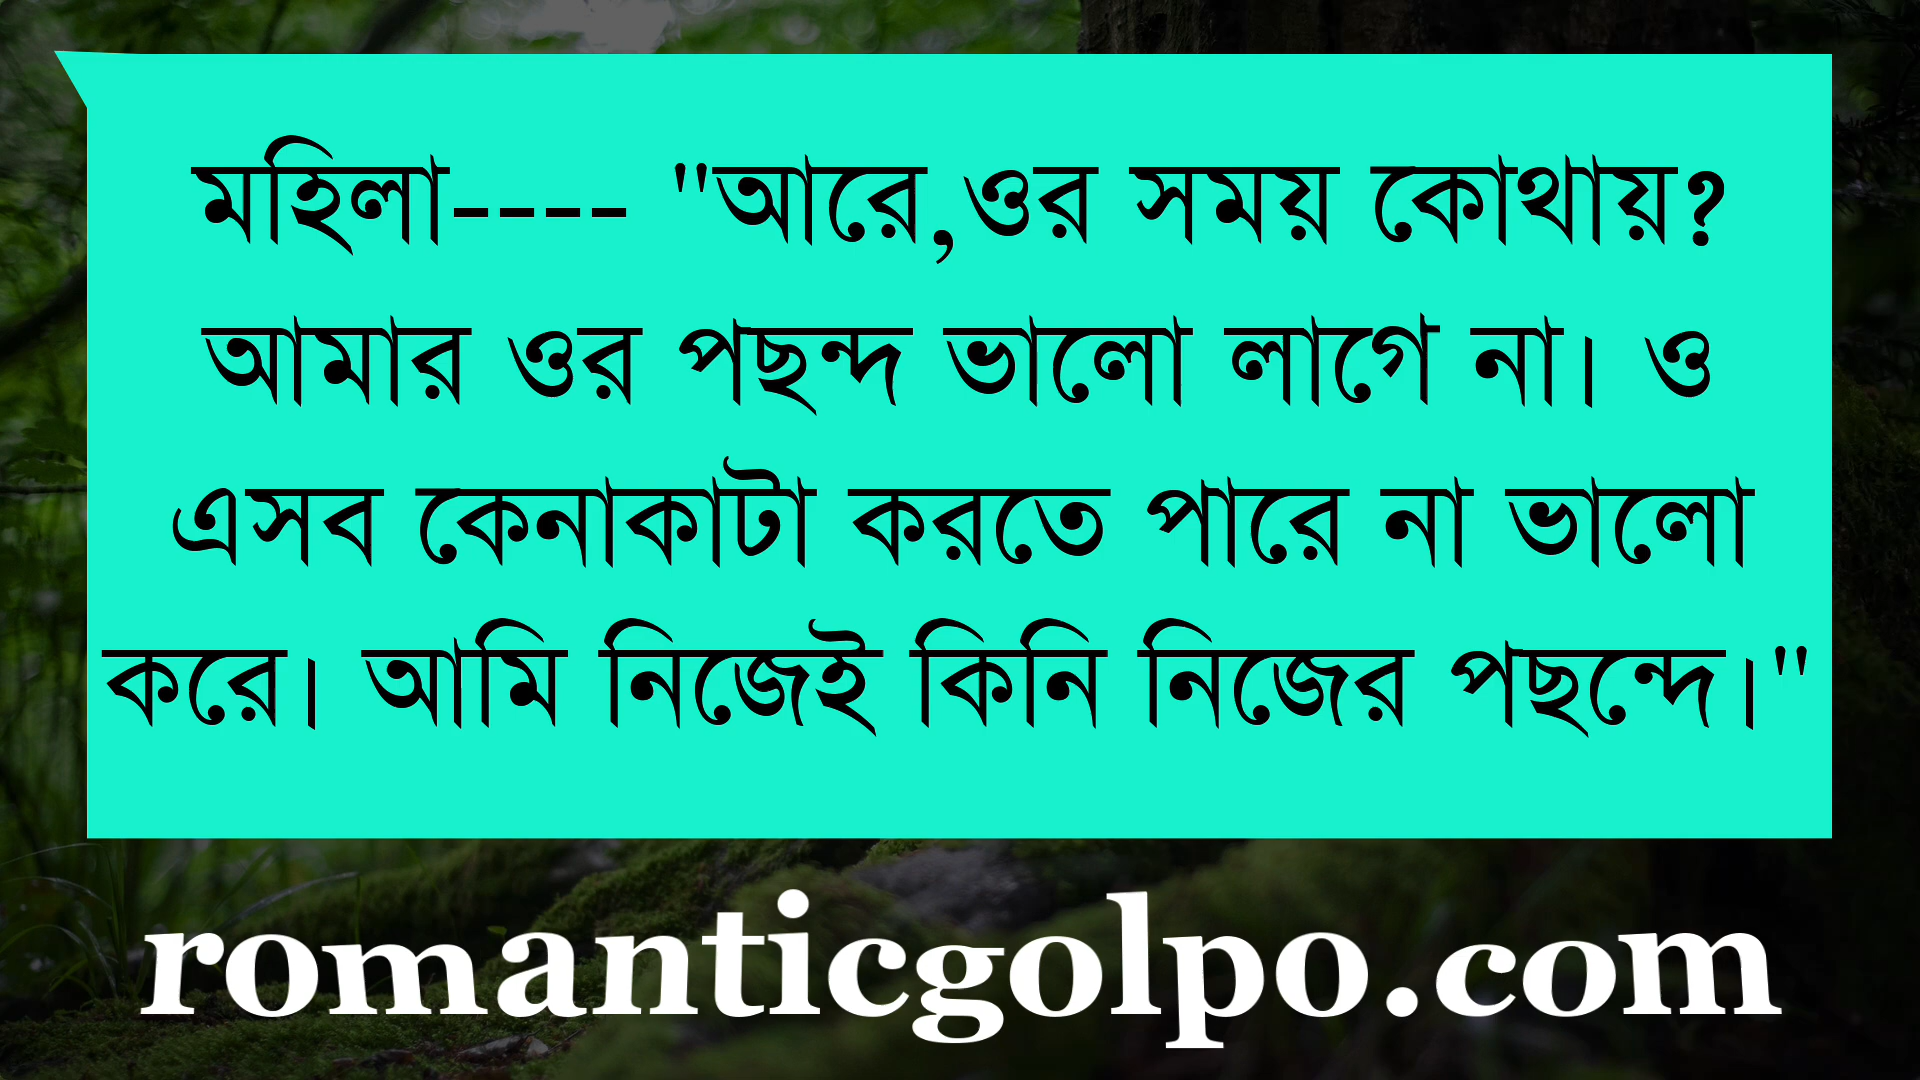 মহিলা---- "আরে,ওর সময় কোথায়?
আমার ওর পছন্দ ভালো লাগে না। ও
এসব কেনাকাটা করতে পারে না ভালো
করে। আমি নিজেই কিনি নিজের পছন্দে।"
romanticgolpo.com